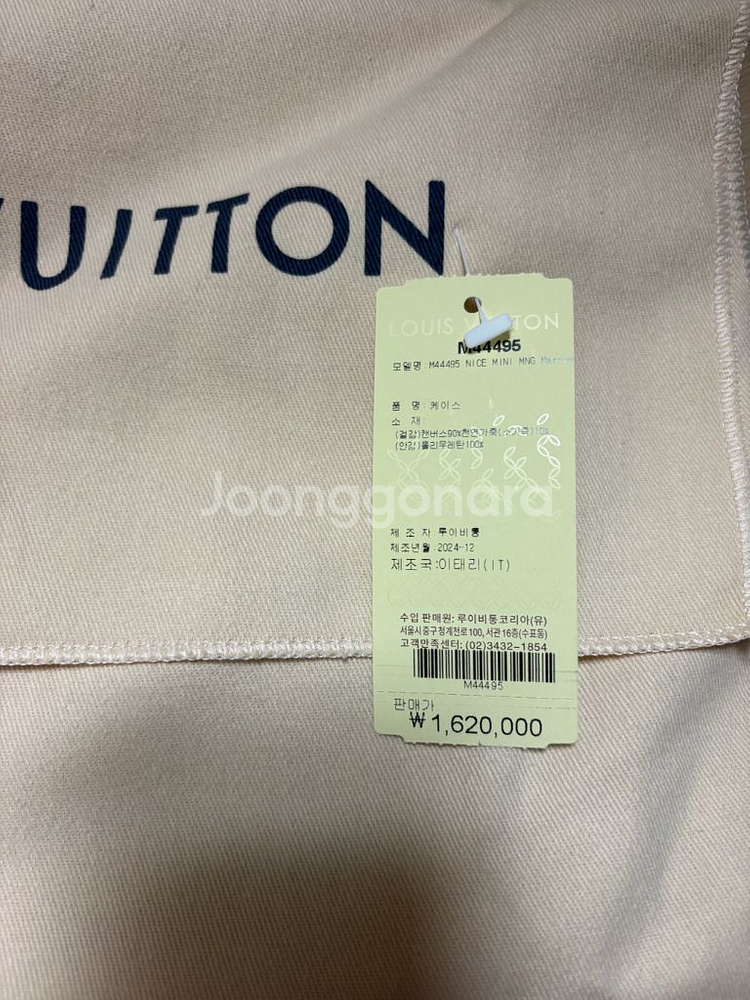 VUITTON
LOUIS VUITTON
M44495
모델명: M44495 NICE MINI MNG
품 명: 케이스
소 재:
(겉감)캔버스90%천연가죽(소가죽)10%
(안감)폴리우레탄100%
Joonggonara
제 조 자: 루이비통
제조년월: 2024-12
제조국:이태리(IT)
수입 판매원: 루이비통코리아(유)
서울시중구청계천로100, 서관 16층(수표동)
고객만족센터: (02)3432-1854
M44495
판매가
₩ 1,620,000